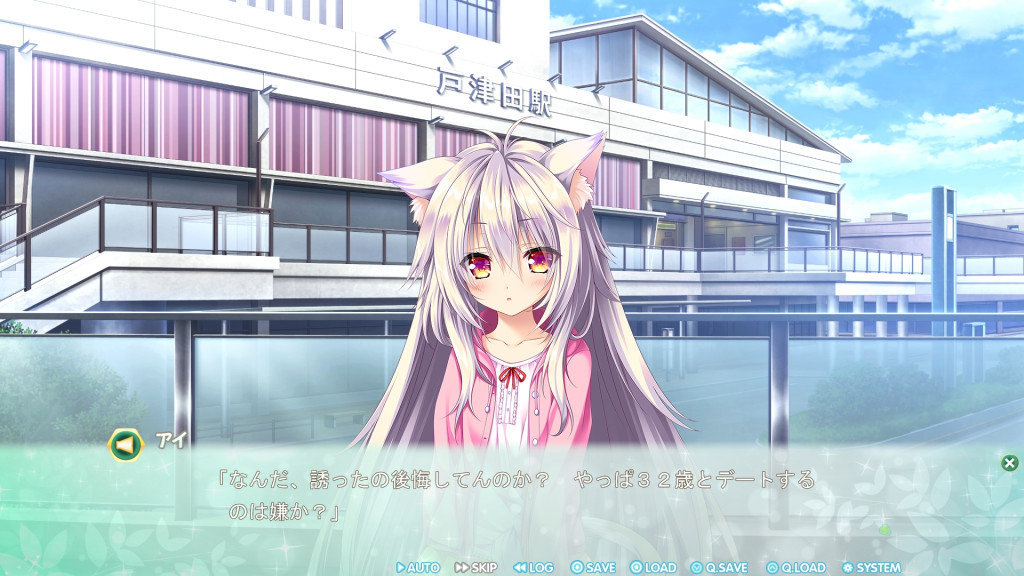 戸津田駅
アイ
「なんだ、誘ったの後悔してんのか？　やっぱ３２歳とデートする
のは嫌か？」
AUTO SKIP LOG SAVE LOAD Q.SAVE Q.LOAD SYSTEM